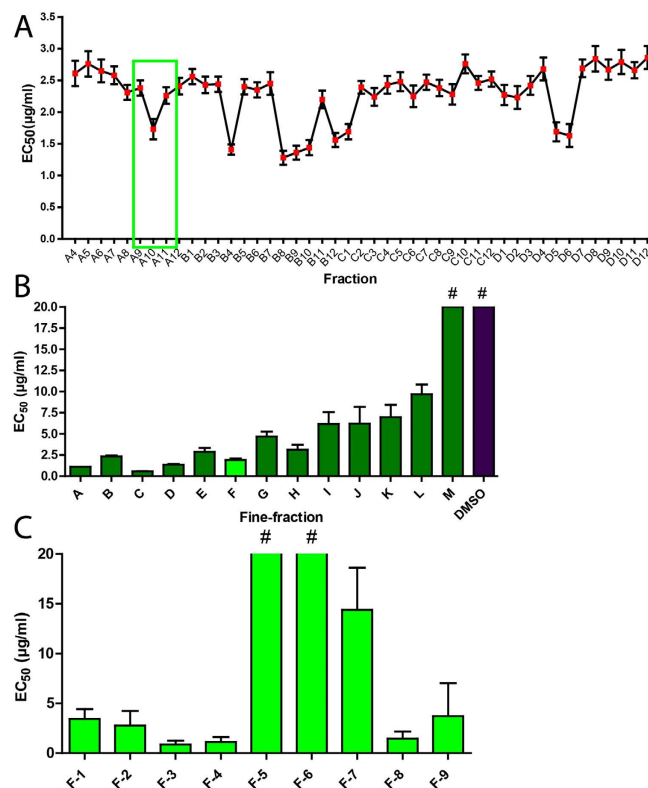 A
EC50(µg/ml)
3.5
3.0
2.5
2.0
1.5
1.0
0.5
0.0
A4 A5 A6 A7 A8 A9 A10 A11 A12 B1 B2 B3 B4 B5 B6 B7 B8 B9 B10 B11 B12 C1 C2 C3 C4 C5 C6 C7 C8 C9 C10 C11 C12 D1 D2 D3 D4 D5 D6 D7 D8 D9 D10 D11 D12
Fraction
B
EC50 (µg/ml)
# #
20.0
17.5
15.0
12.5
10.0
7.5
5.0
2.5
0.0
A B C D E F G H I J K L M DMSO
Fine-fraction
C
EC50 (µg/ml)
# #
20
15
10
5
0
F-1 F-2 F-3 F-4 F-5 F-6 F-7 F-8 F-9